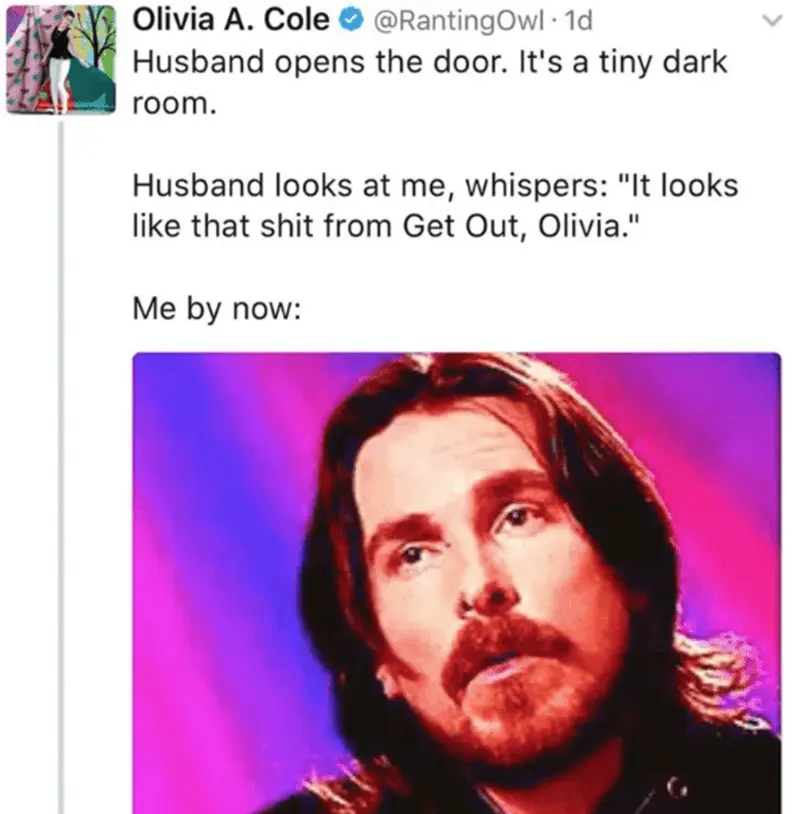 Olivia A. Cole @RantingOwl · 1d
Husband opens the door. It's a tiny dark
room.
Husband looks at me, whispers: "It looks
like that shit from Get Out, Olivia."
Me by now: